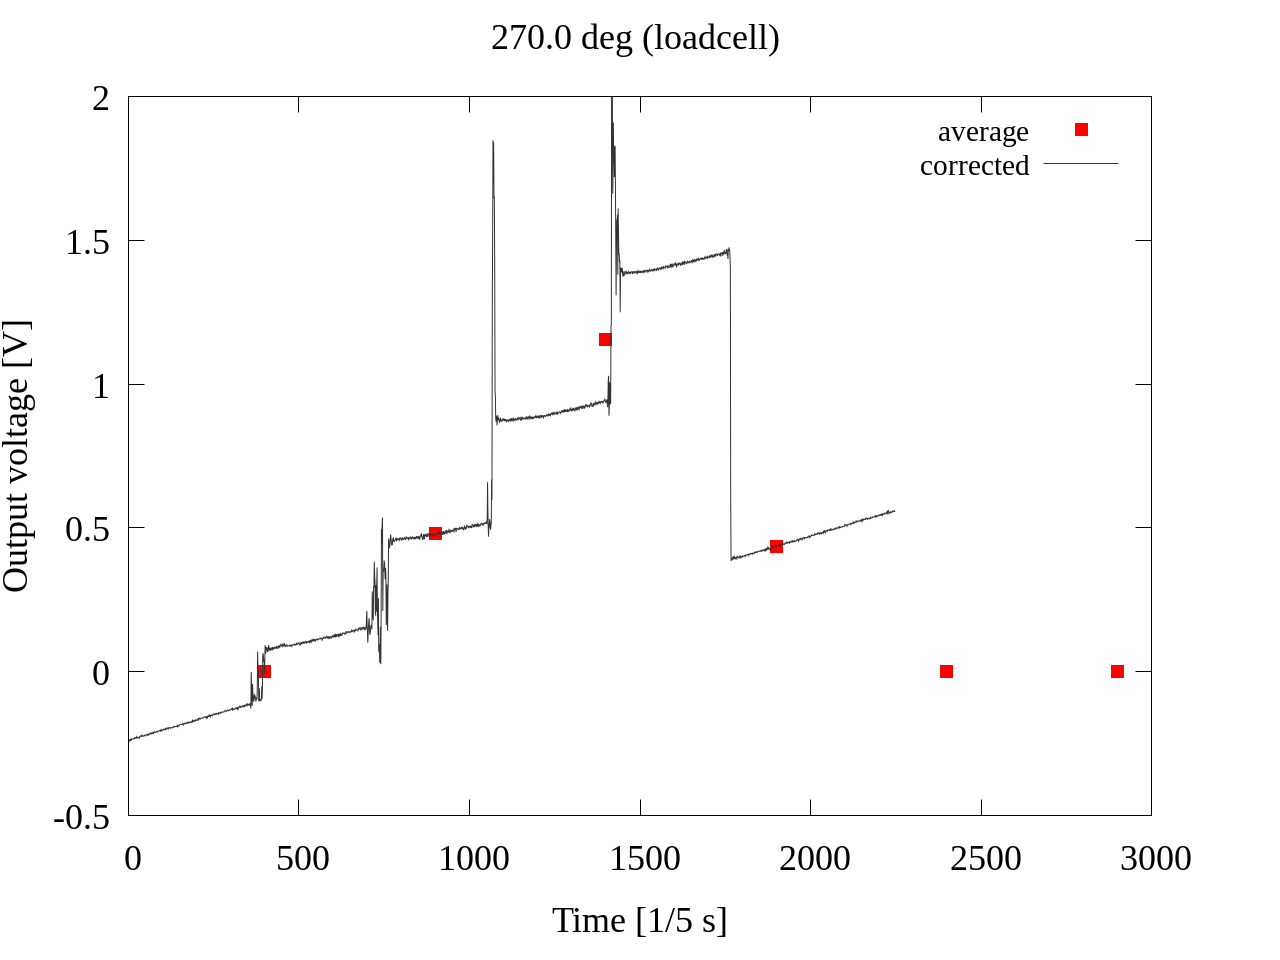 270.0 deg (loadcell)
average
corrected
Output voltage [V]
2
1.5
1
0.5
0
-0.5
0 500 1000 1500 2000 2500 3000
Time [1/5 s]